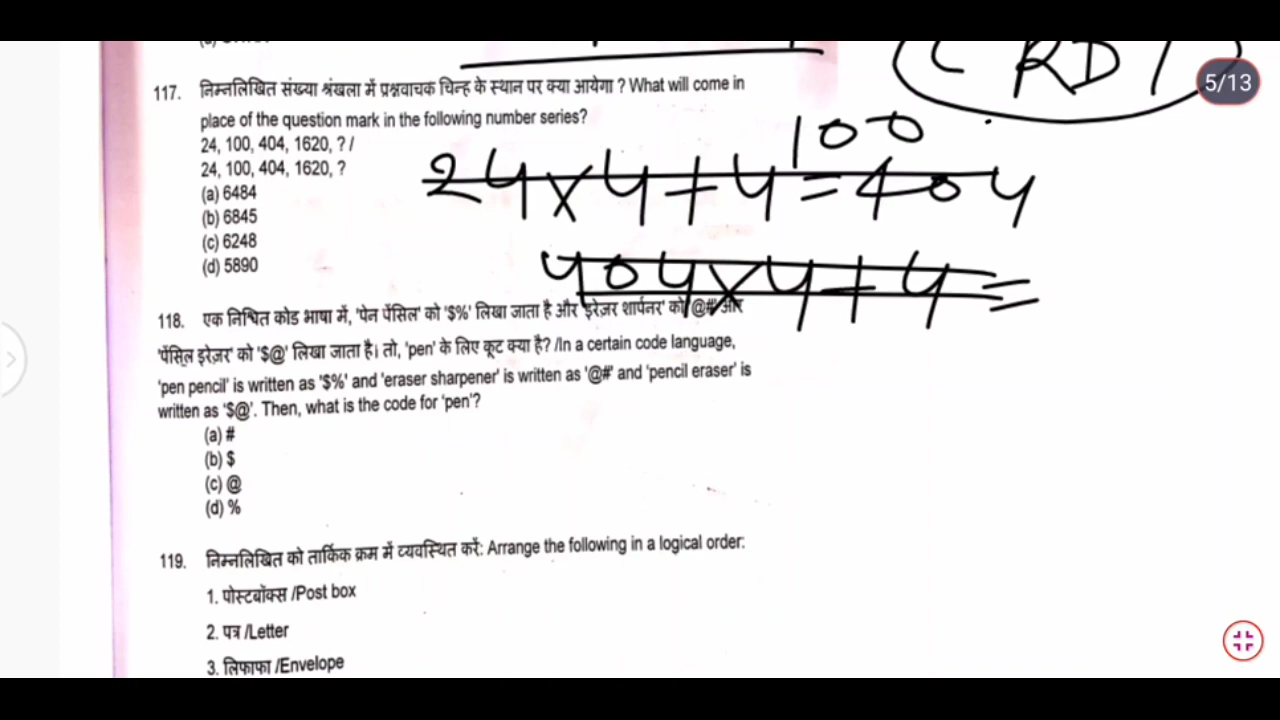 ( RD )
5/13
117. निम्नलिखित संख्या श्रंखला में प्रश्नवाचक चिन्ह के स्थान पर क्या आयेगा ? What will come in
place of the question mark in the following number series?
24, 100, 404, 1620, ? /
24, 100, 404, 1620, ?
(a) 6484
(b) 6845
(c) 6248
(d) 5890
100
24x4+4=404
404x4+4=
118. एक निश्चित कोड भाषा में, 'पेन पेंसिल' को '$%' लिखा जाता है और 'इरेज़र शार्पनर' को '@#' और
'पेंसिल इरेज़र' को '$@' लिखा जाता है। तो, 'pen' के लिए कूट क्या है? /In a certain code language,
'pen pencil' is written as '$%' and 'eraser sharpener' is written as '@#' and 'pencil eraser' is
written as '$@'. Then, what is the code for 'pen'?
(a) #
(b) $
(c) @
(d) %
119. निम्नलिखित को तार्किक क्रम में व्यवस्थित करें: Arrange the following in a logical order:
1. पोस्टबॉक्स /Post box
2. पत्र /Letter
3. लिफाफा /Envelope